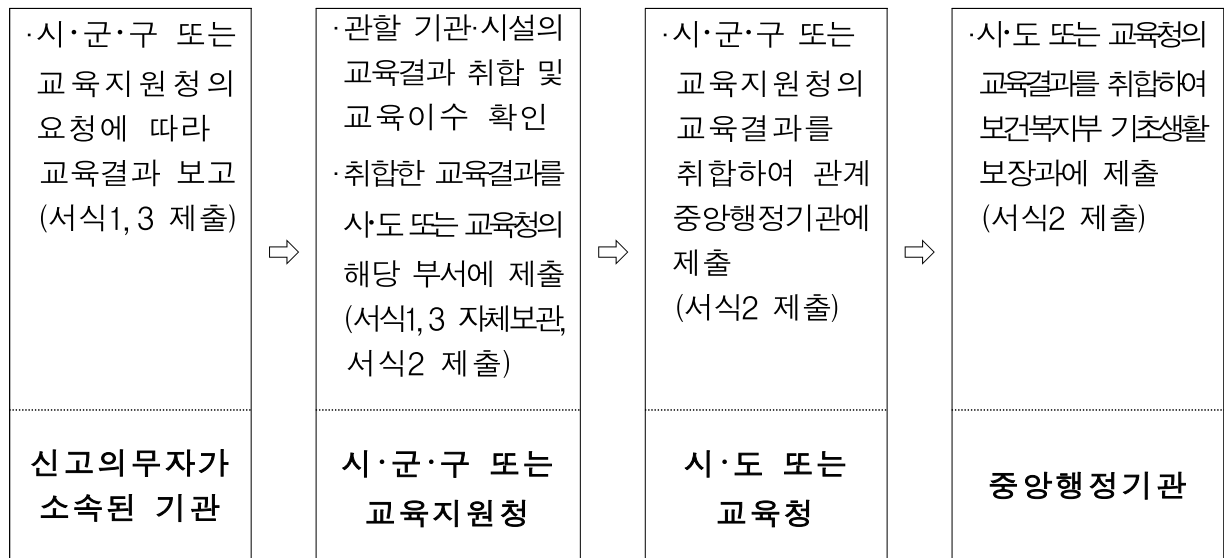 ·시·군·구 또는
교육지원청의
요청에 따라
교육결과 보고
(서식1, 3 제출)
신고의무자가
소속된 기관
⇨
·관할 기관·시설의
교육결과 취합 및
교육이수 확인
·취합한 교육결과를
시·도 또는 교육청의
해당 부서에 제출
(서식1, 3 자체보관,
서식2 제출)
시·군·구 또는
교육지원청
⇨
·시·군·구 또는
교육지원청의
교육결과를
취합하여 관계
중앙행정기관에
제출
(서식2 제출)
시·도 또는
교육청
⇨
·시·도 또는 교육청의
교육결과를 취합하여
보건복지부 기초생활
보장과에 제출
(서식2 제출)
중앙행정기관